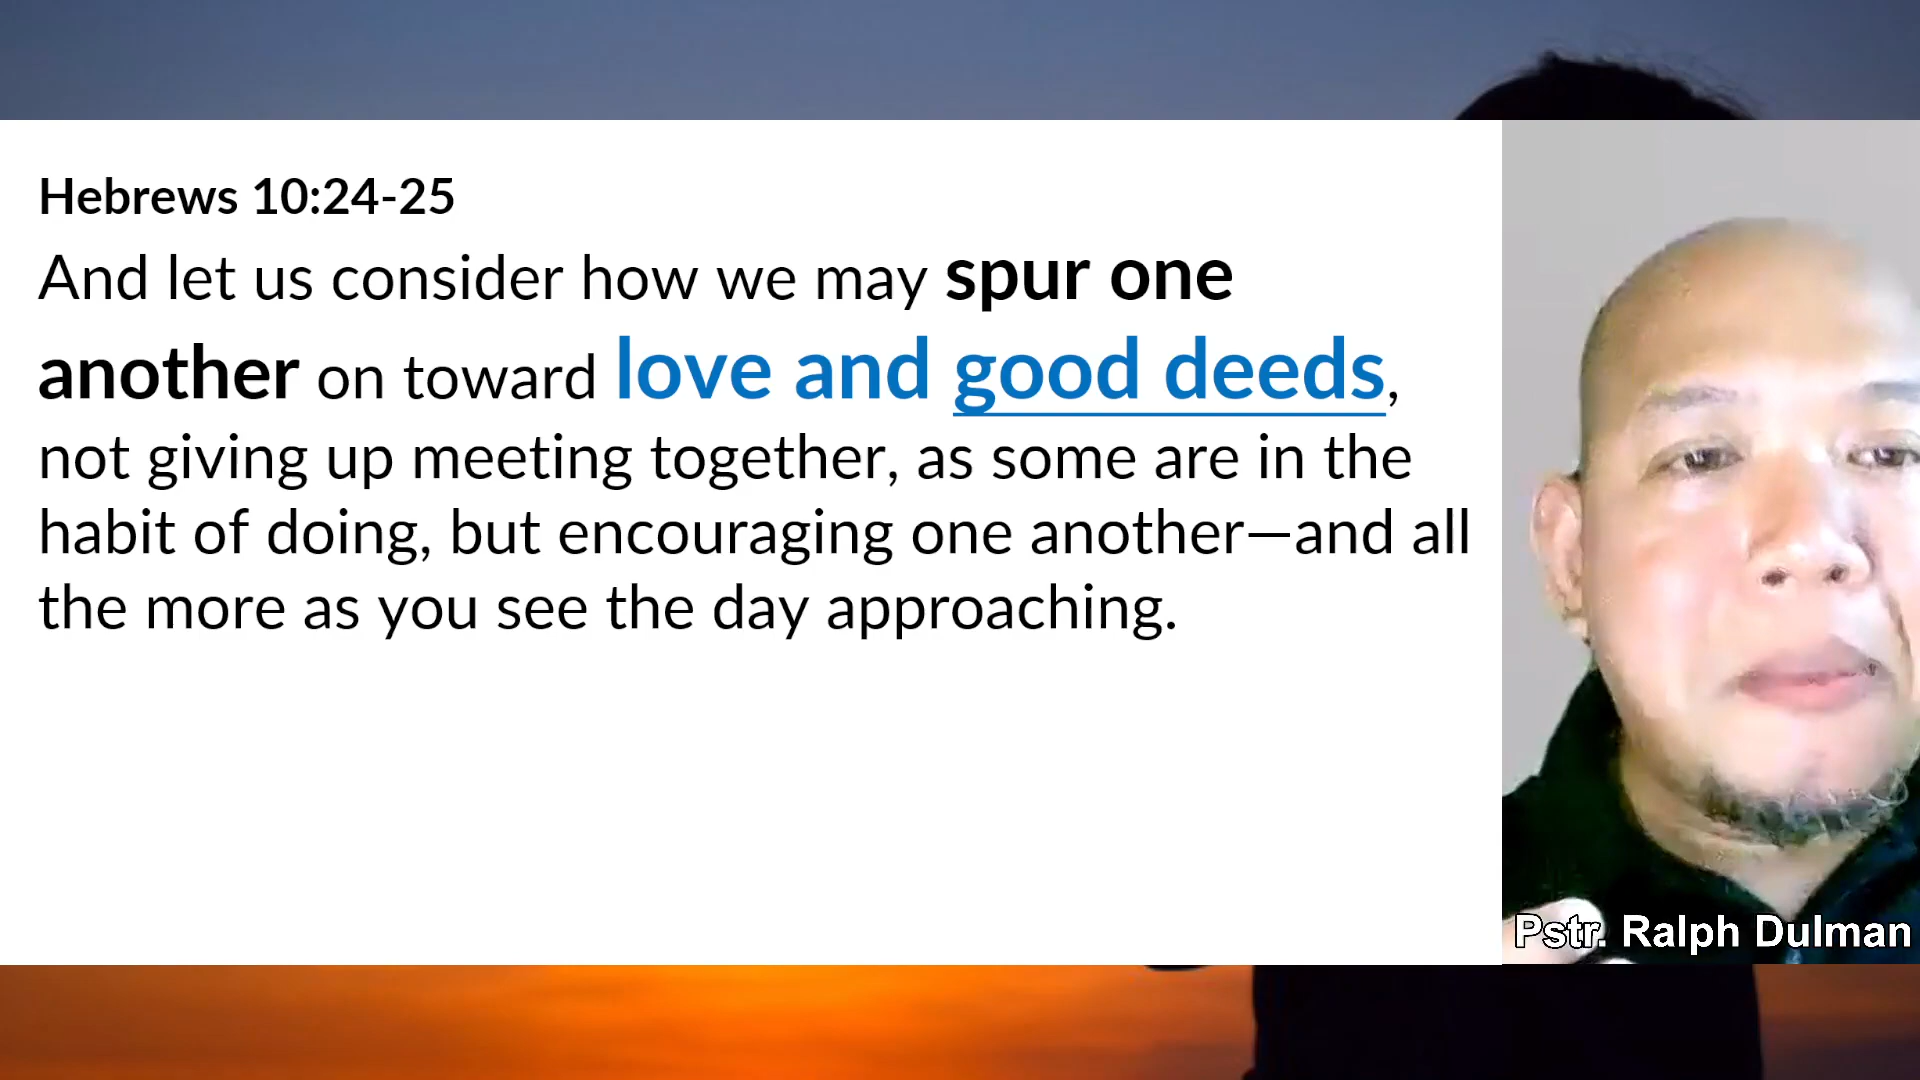 Hebrews 10:24-25
And let us consider how we may spur one
another on toward love and good deeds,
not giving up meeting together, as some are in the
habit of doing, but encouraging one another—and all
the more as you see the day approaching.
Pstr. Ralph Dulman